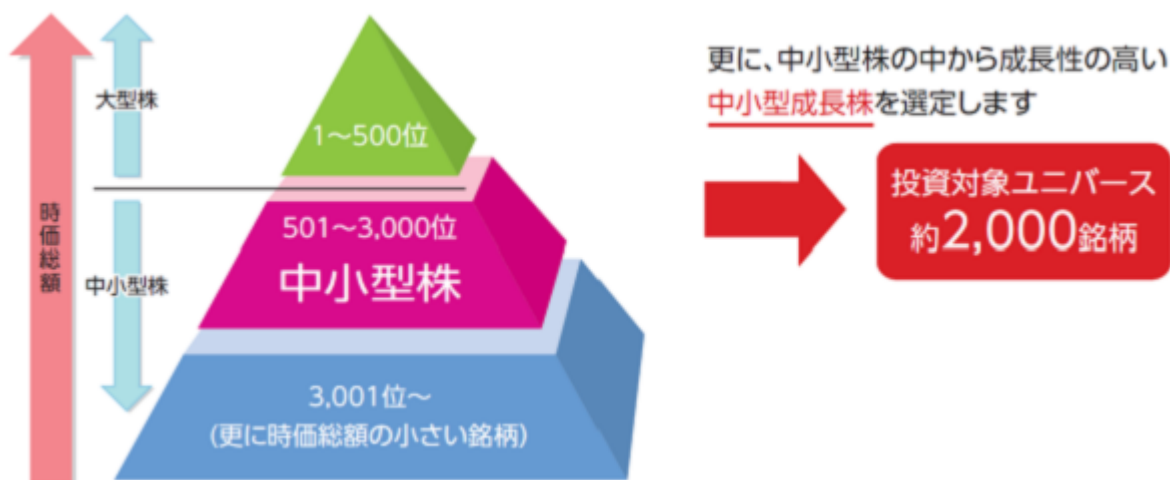 時価総額
大型株
中小型株
1〜500位
501〜3,000位
中小型株
3,001位〜
(更に時価総額の小さい銘柄)
更に、中小型株の中から成長性の高い
中小型成長株を選定します
投資対象ユニバース
約2,000銘柄